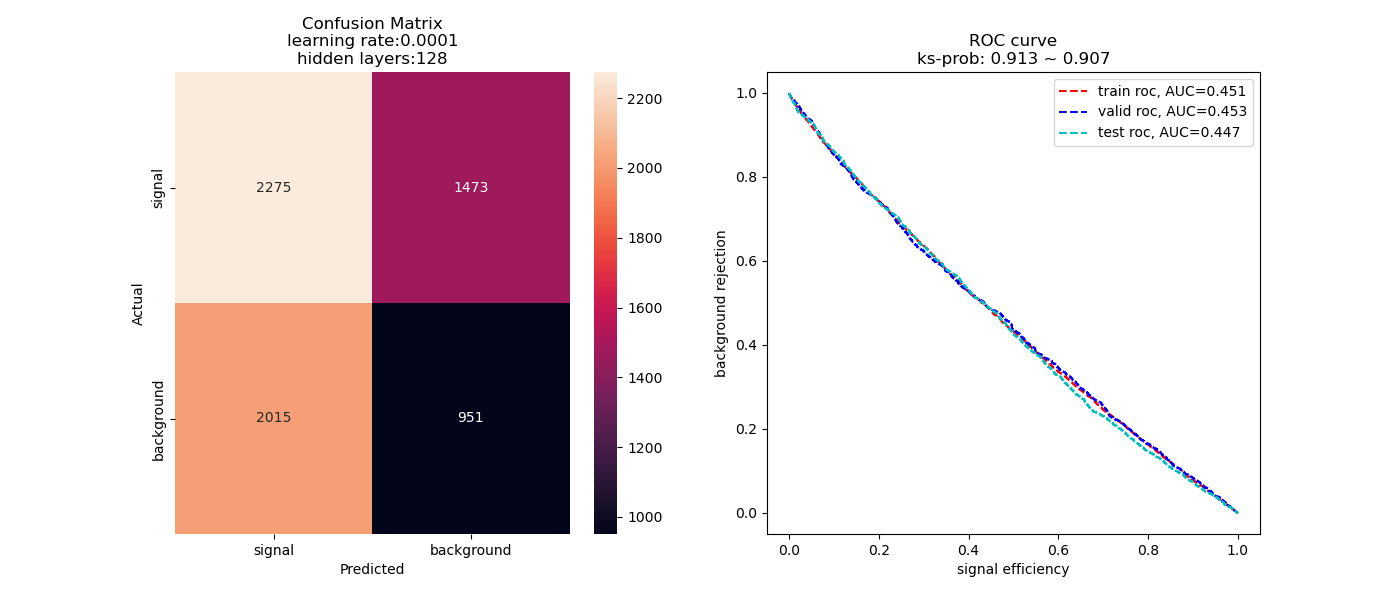 Confusion Matrix
learning rate:0.0001
hidden layers:128
signal
background
Actual
2275
1473
2015
951
signal
background
Predicted
2200
2000
1800
1600
1400
1200
1000
ROC curve
ks-prob: 0.913 ~ 0.907
train roc, AUC=0.451
valid roc, AUC=0.453
test roc, AUC=0.447
background rejection
1.0
0.8
0.6
0.4
0.2
0.0
0.0
0.2
0.4
0.6
0.8
1.0
signal efficiency